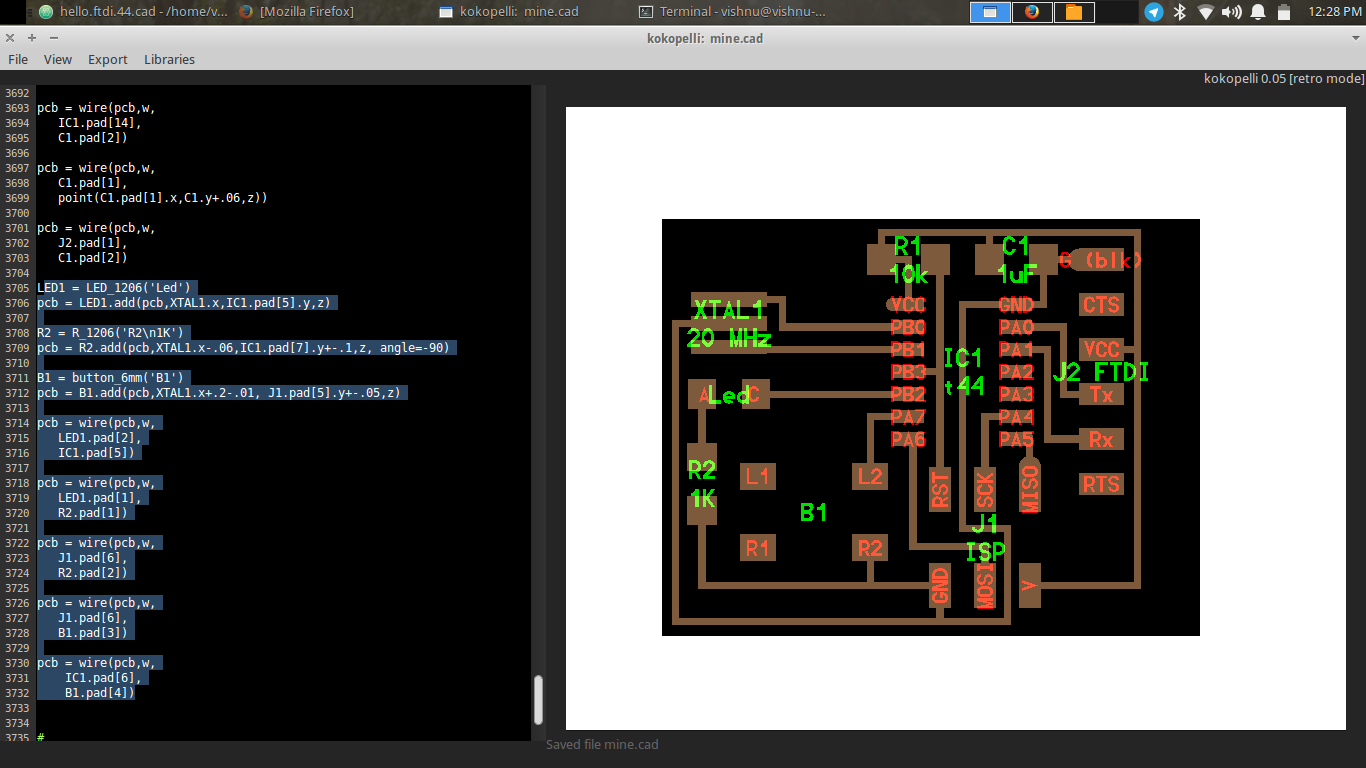 hello.ftdi.44.cad - /home/v...
[Mozilla Firefox]
kokopelli:  mine.cad
Terminal - vishnu@vishnu-...
12:28 PM
kokopelli:  mine.cad
File View Export Libraries
kokopelli 0.05 [retro mode]
3692
3693 pcb = wire(pcb,w,
3694    IC1.pad[14],
3695    C1.pad[2])
3696
3697 pcb = wire(pcb,w,
3698    C1.pad[1],
3699    point(C1.pad[1].x,C1.y+.06,z))
3700
3701 pcb = wire(pcb,w,
3702    J2.pad[1],
3703    C1.pad[2])
3704
3705 LED1 = LED_1206('Led')
3706 pcb = LED1.add(pcb,XTAL1.x,IC1.pad[5].y,z)
3707
3708 R2 = R_1206('R2\n1K')
3709 pcb = R2.add(pcb,XTAL1.x-.06,IC1.pad[7].y+-.1,z, angle=-90)
3710
3711 B1 = button_6mm('B1')
3712 pcb = B1.add(pcb,XTAL1.x+.2-.01, J1.pad[5].y+-.05,z)
3713
3714 pcb = wire(pcb,w,
3715    LED1.pad[2],
3716    IC1.pad[5])
3717
3718 pcb = wire(pcb,w,
3719    LED1.pad[1],
3720    R2.pad[1])
3721
3722 pcb = wire(pcb,w,
3723    J1.pad[6],
3724    R2.pad[2])
3725
3726 pcb = wire(pcb,w,
3727    J1.pad[6],
3728    B1.pad[3])
3729
3730 pcb = wire(pcb,w,
3731     IC1.pad[6],
3732     B1.pad[4])
3733
3734
3735 #
R1
10k
C1
1uF
G (blk)
XTAL1
20 MHz
VCC
PB0
PB1
PB3
PB2
PA7
PA6
IC1
t44
GND
PA0
PA1
PA2
PA3
PA4
PA5
CTS
VCC
J2 FTDI
Tx
Rx
RTS
A Led C
R2
1K
L1
L2
B1
R1
R2
RST
SCK
MISO
J1
ISP
GND
MOSI
V
Saved file mine.cad